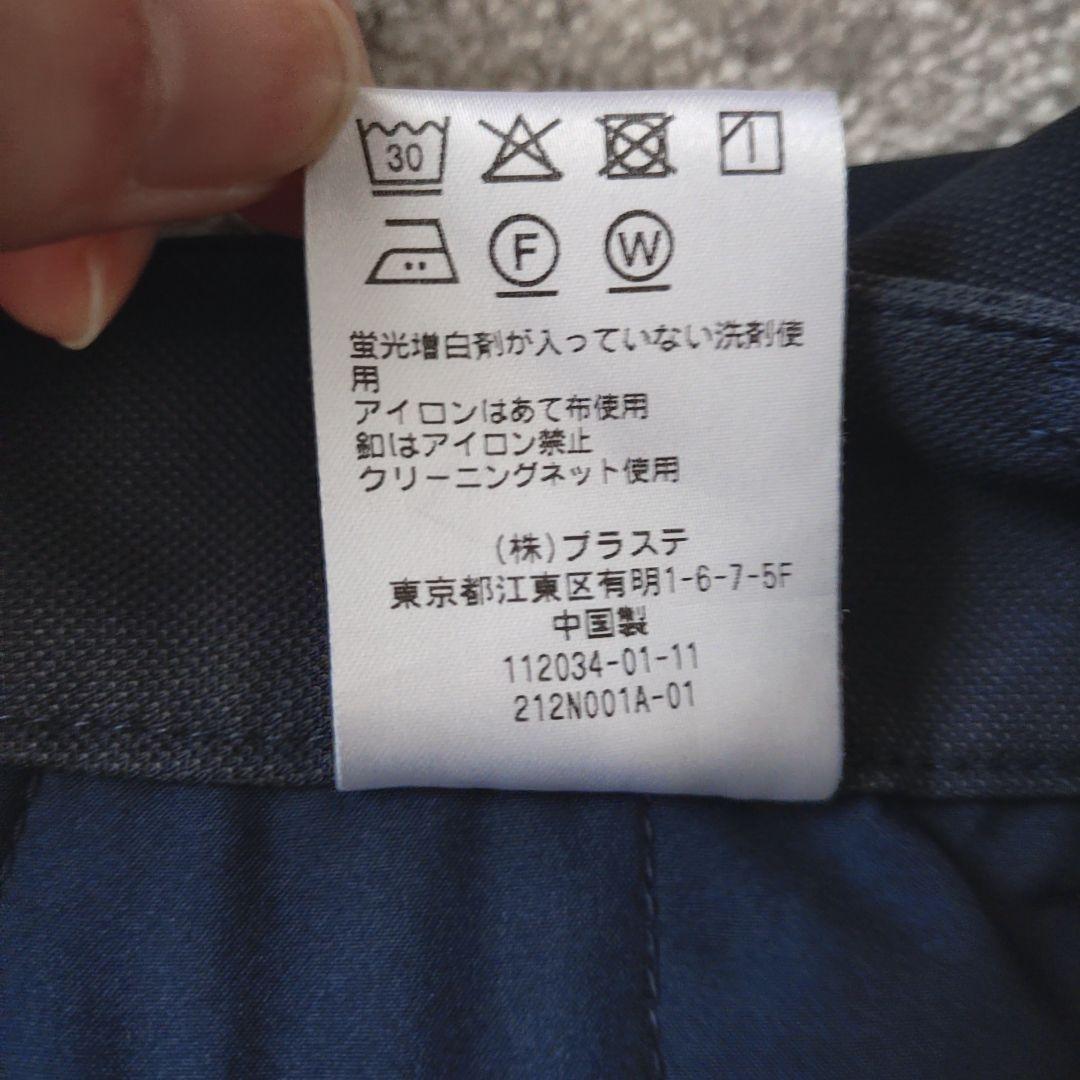 30
F W
蛍光増白剤が入っていない洗剤使
用
アイロンはあて布使用
釦はアイロン禁止
クリーニングネット使用
(株)プラステ
東京都江東区有明1-6-7-5F
中国製
112034-01-11
212N001A-01